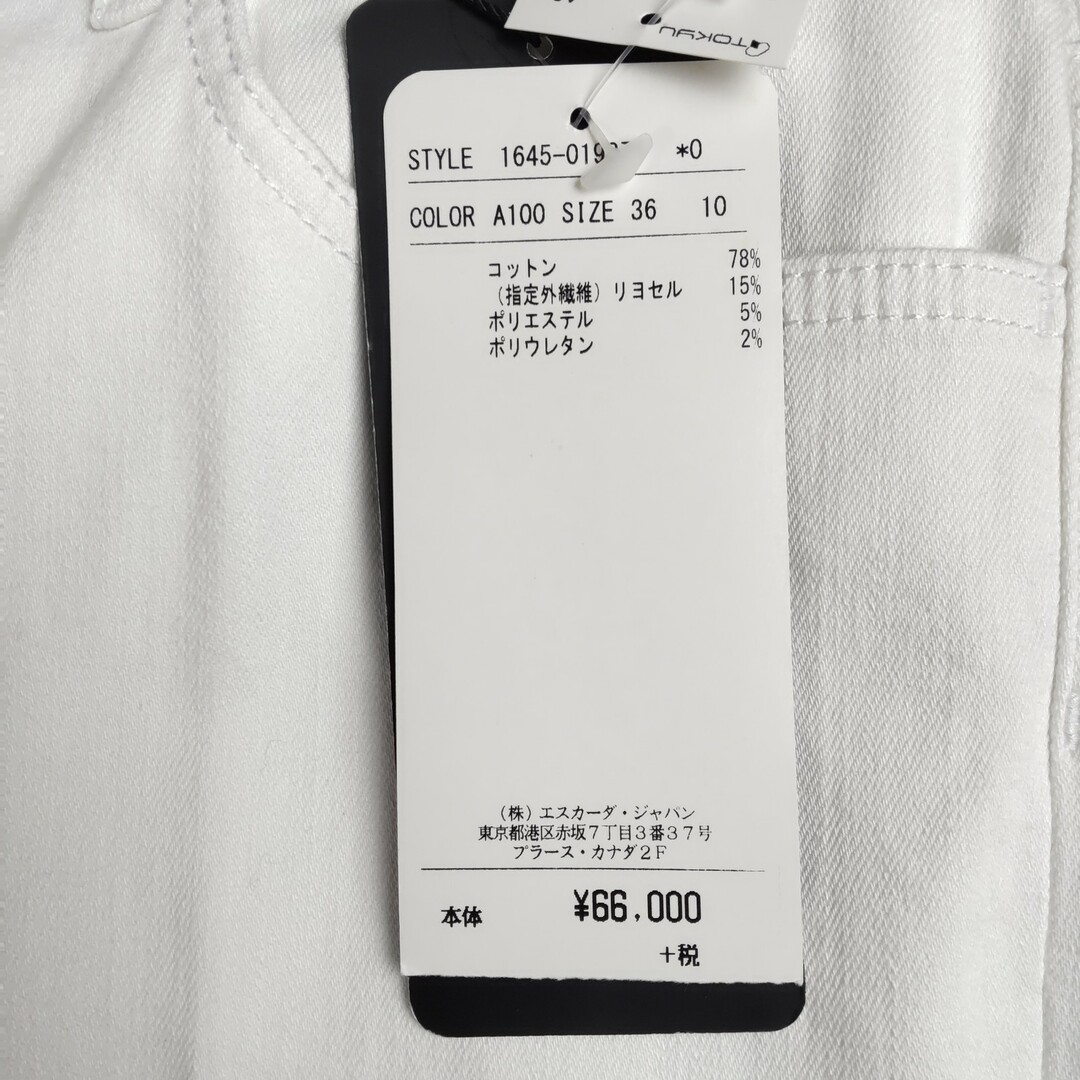 TOKYU
STYLE 1645-019 *0
COLOR A100 SIZE 36 10
コットン 78%
（指定外繊維）リヨセル 15%
ポリエステル 5%
ポリウレタン 2%
（株）エスカーダ・ジャパン
東京都港区赤坂７丁目３番３７号
プラース・カナダ２Ｆ
本体 ¥66,000
＋税